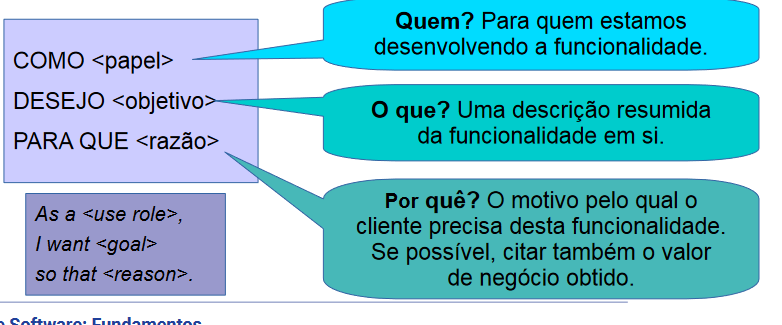 COMO <papel>
DESEJO <objetivo>
PARA QUE <razão>
Quem? Para quem estamos
desenvolvendo a funcionalidade.
O que? Uma descrição resumida
da funcionalidade em si.
Por quê? O motivo pelo qual o
cliente precisa desta funcionalidade.
Se possível, citar também o valor
de negócio obtido.
As a <use role>,
I want <goal>
so that <reason>.
Software: Fundamentos